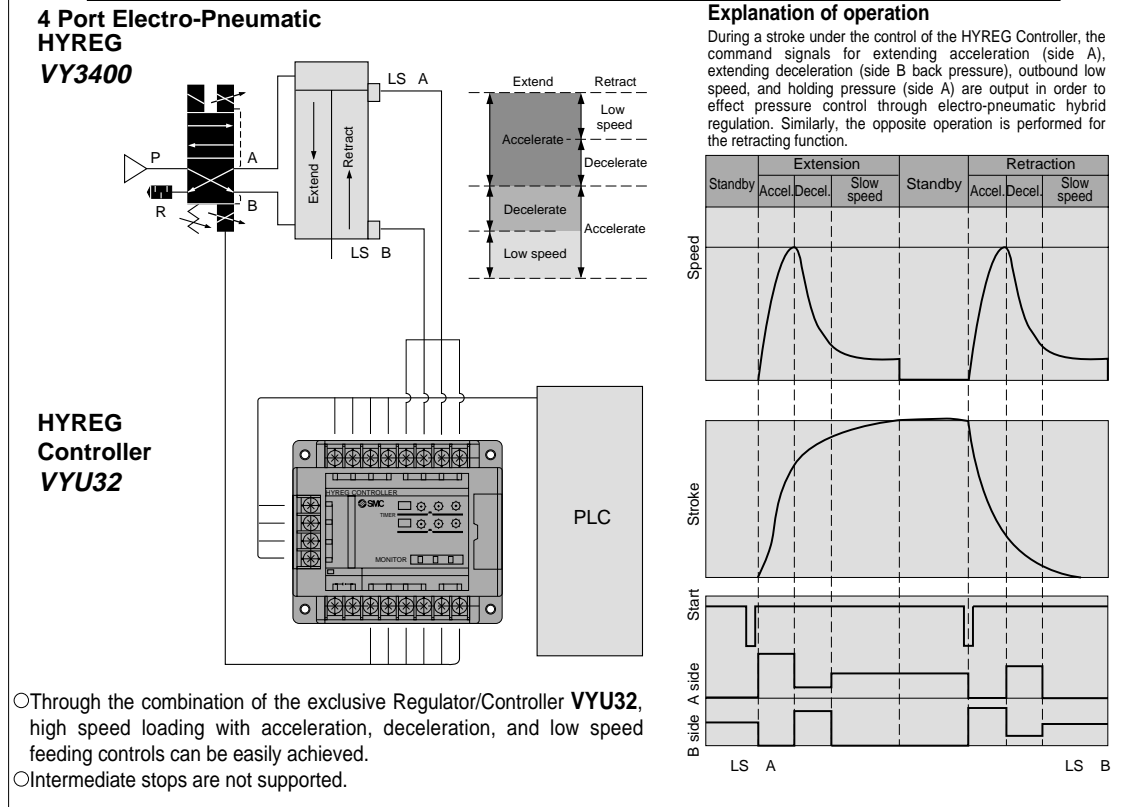 4 Port Electro-Pneumatic
HYREG
VY3400
P
R
A
B
Extend
Retract
LS A
LS B
Extend
Retract
Accelerate
Low
speed
Decelerate
Decelerate
Accelerate
Low speed
HYREG
Controller
VYU32
HYREG CONTROLLER
SMC
TIMER
MONITOR
PLC
○Through the combination of the exclusive Regulator/Controller VYU32,
high speed loading with acceleration, deceleration, and low speed
feeding controls can be easily achieved.
○Intermediate stops are not supported.
Explanation of operation
During a stroke under the control of the HYREG Controller, the
command signals for extending acceleration (side A),
extending deceleration (side B back pressure), outbound low
speed, and holding pressure (side A) are output in order to
effect pressure control through electro-pneumatic hybrid
regulation. Similarly, the opposite operation is performed for
the retracting function.
Extension
Retraction
Standby
Accel.
Decel.
Slow
speed
Standby
Accel.
Decel.
Slow
speed
Speed
Stroke
Start
A side
B side
LS A
LS B